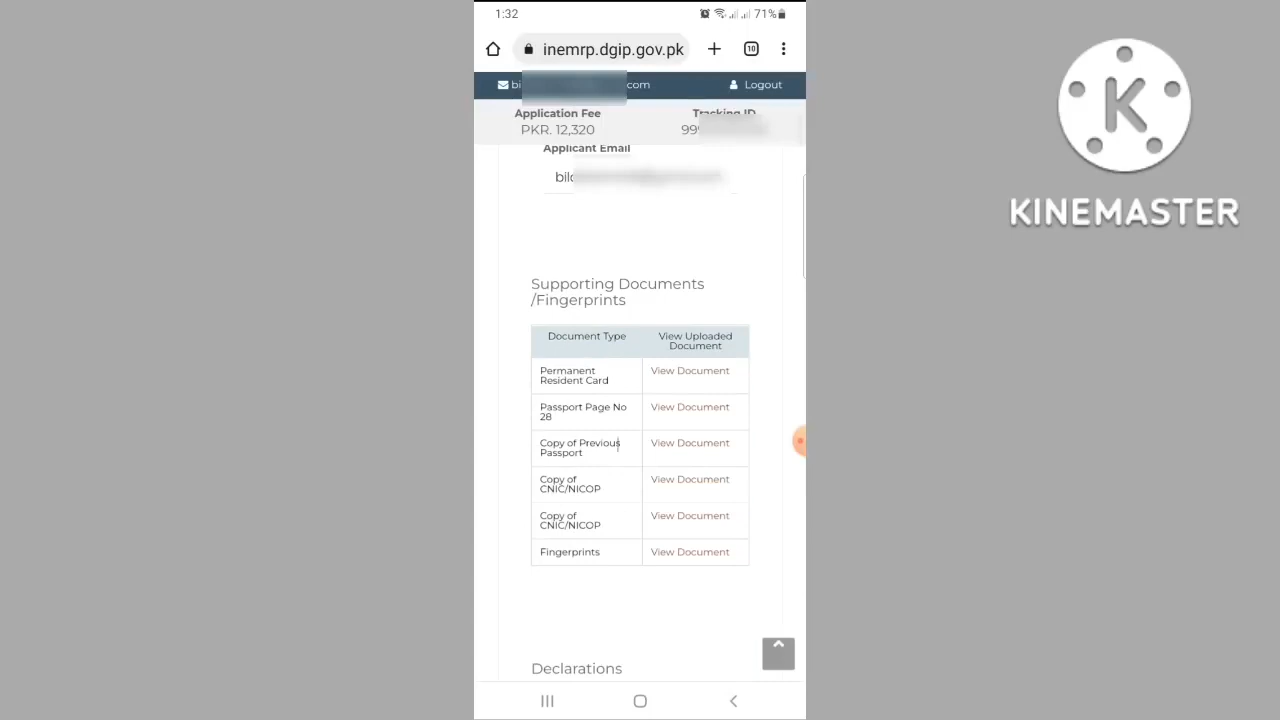 1:32
71%
inemrp.dgip.gov.pk
10
bi com
Logout
Application Fee
Tracking ID
PKR. 12,320
99
Applicant Email
bil
Supporting Documents
/Fingerprints
Document Type
View Uploaded
Document
Permanent
Resident Card
View Document
Passport Page No
28
View Document
Copy of Previous
Passport
View Document
Copy of
CNIC/NICOP
View Document
Copy of
CNIC/NICOP
View Document
Fingerprints
View Document
Declarations
K
KINEMASTER